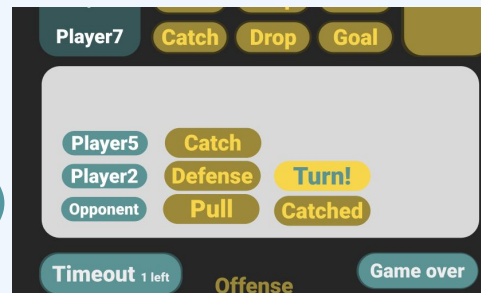 Player7 Catch Drop Goal
Player5 Catch
Player2 Defense Turn!
Opponent Pull Catched
Timeout 1 left
Offense
Game over